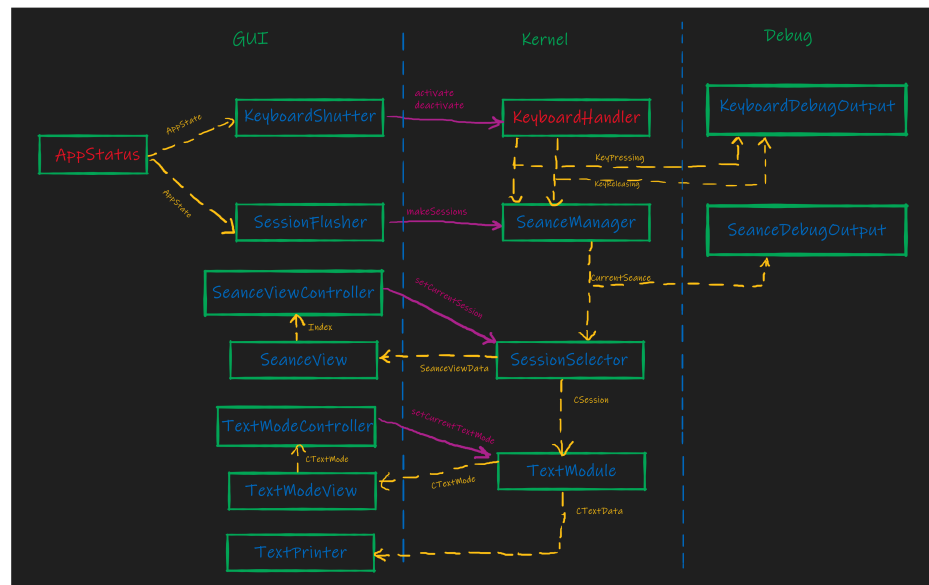 GUI
Kernel
Debug
KeyboardShutter
activate
deactivate
KeyboardHandler
KeyboardDebugOutput
AppState
AppStatus
KeyPressing
KeyReleasing
AppState
SessionFlusher
makeSessions
SeanceManager
SeanceDebugOutput
SeanceViewController
setCurrentSession
CurrentSeance
Index
SeanceView
SeanceViewData
SessionSelector
CSession
TextModeController
setCurrentTextMode
CTextMode
TextModeView
CTextMode
TextModule
CTextData
TextPrinter